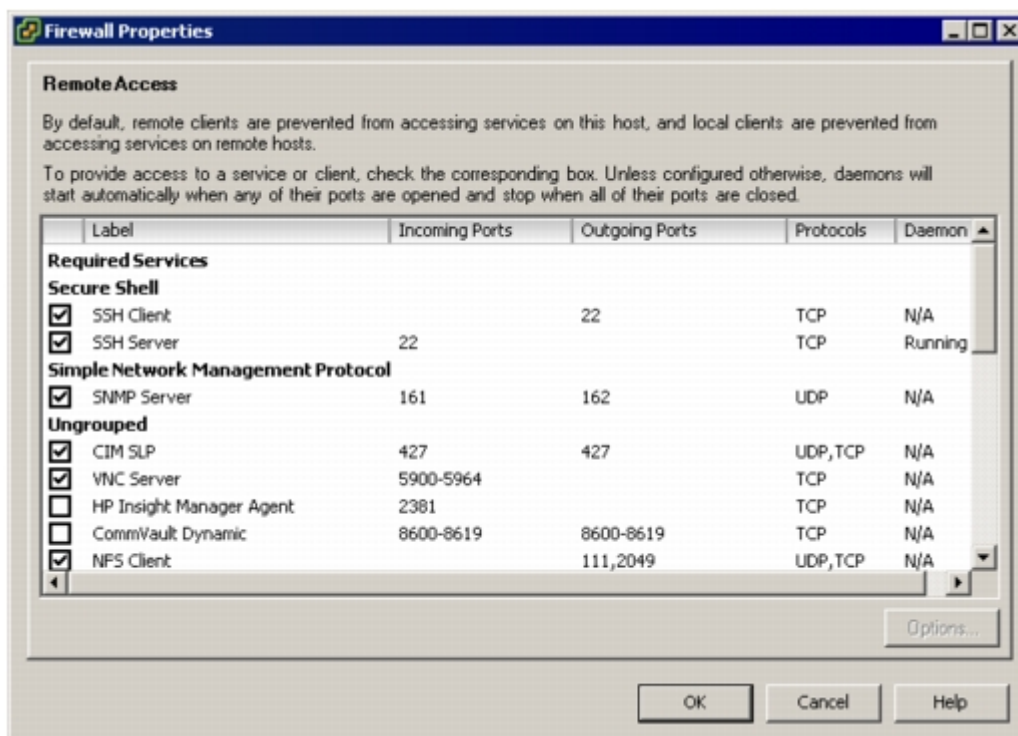 Firewall Properties
Remote Access
By default, remote clients are prevented from accessing services on this host, and local clients are prevented from
accessing services on remote hosts.
To provide access to a service or client, check the corresponding box. Unless configured otherwise, daemons will
start automatically when any of their ports are opened and stop when all of their ports are closed.
Label Incoming Ports Outgoing Ports Protocols Daemon
Required Services
Secure Shell
SSH Client 22 TCP N/A
SSH Server 22 TCP Running
Simple Network Management Protocol
SNMP Server 161 162 UDP N/A
Ungrouped
CIM SLP 427 427 UDP,TCP N/A
VNC Server 5900-5964 TCP N/A
HP Insight Manager Agent 2381 TCP N/A
CommVault Dynamic 8600-8619 8600-8619 TCP N/A
NFS Client 111,2049 UDP,TCP N/A
Options...
OK Cancel Help